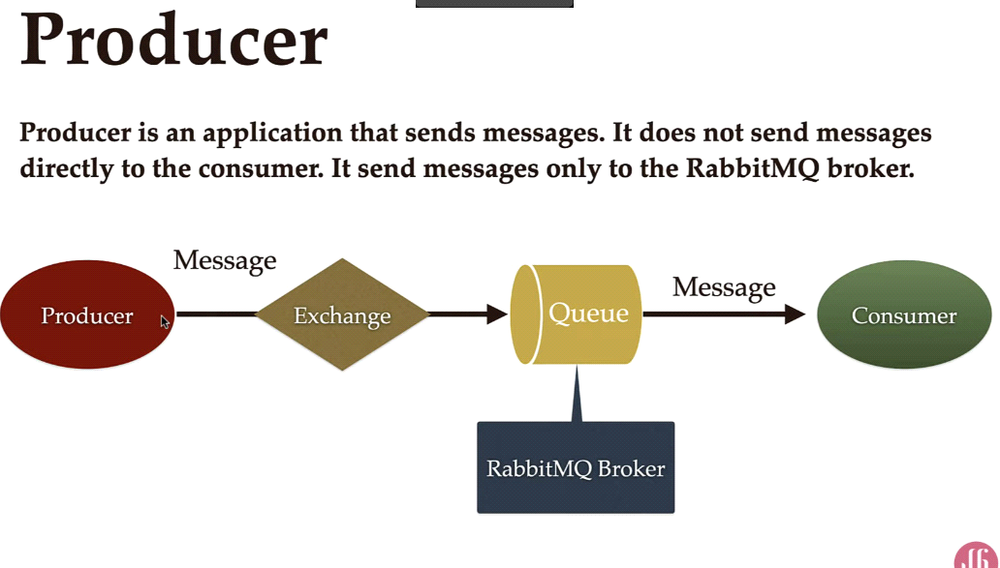 Producer
Producer is an application that sends messages. It does not send messages
directly to the consumer. It send messages only to the RabbitMQ broker.
Message
Producer
Exchange
Queue
Message
Consumer
RabbitMQ Broker